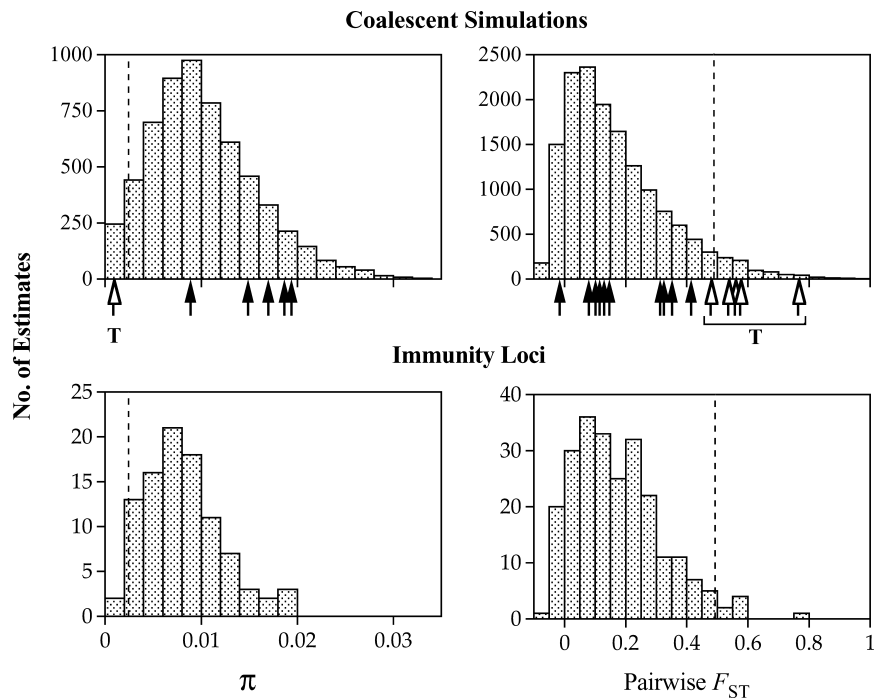 Coalescent Simulations
No. of Estimates
1000
750
500
250
0
T
2500
2000
1500
1000
500
0
T
Immunity Loci
25
20
15
10
5
0
0 0.01 0.02 0.03
π
40
30
20
10
0
0 0.2 0.4 0.6 0.8 1
Pairwise FST